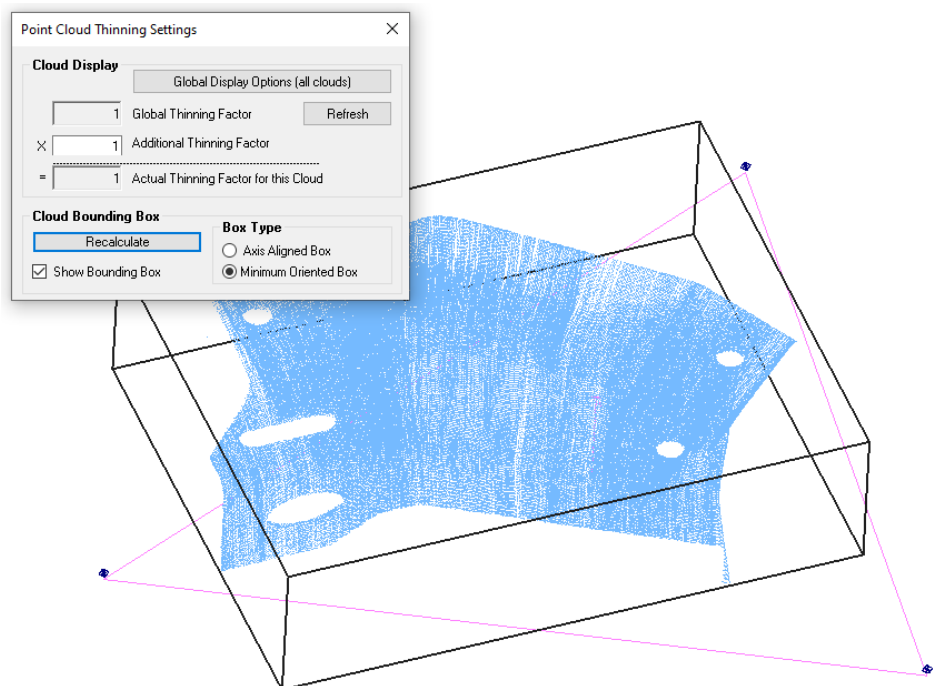 Point Cloud Thinning Settings
Cloud Display
Global Display Options (all clouds)
1 Global Thinning Factor Refresh
X 1 Additional Thinning Factor
= 1 Actual Thinning Factor for this Cloud
Cloud Bounding Box
Recalculate
Show Bounding Box
Box Type
Axis Aligned Box
Minimum Oriented Box